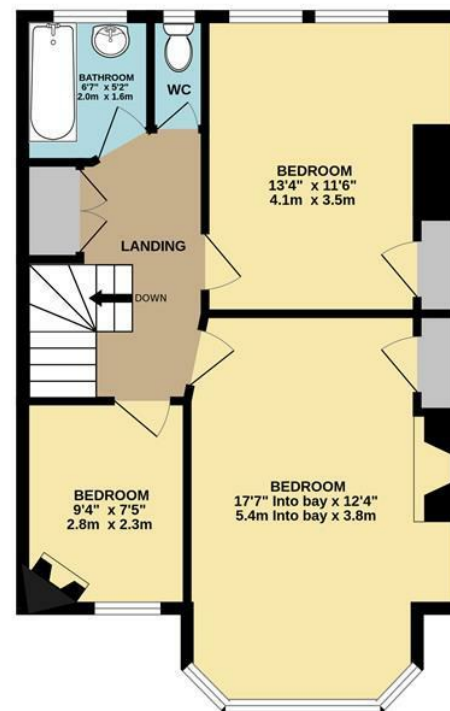 BATHROOM
6'7" x 5'2"
2.0m x 1.6m
WC
BEDROOM
13'4" x 11'6"
4.1m x 3.5m
LANDING
DOWN
BEDROOM
9'4" x 7'5"
2.8m x 2.3m
BEDROOM
17'7" Into bay x 12'4"
5.4m Into bay x 3.8m